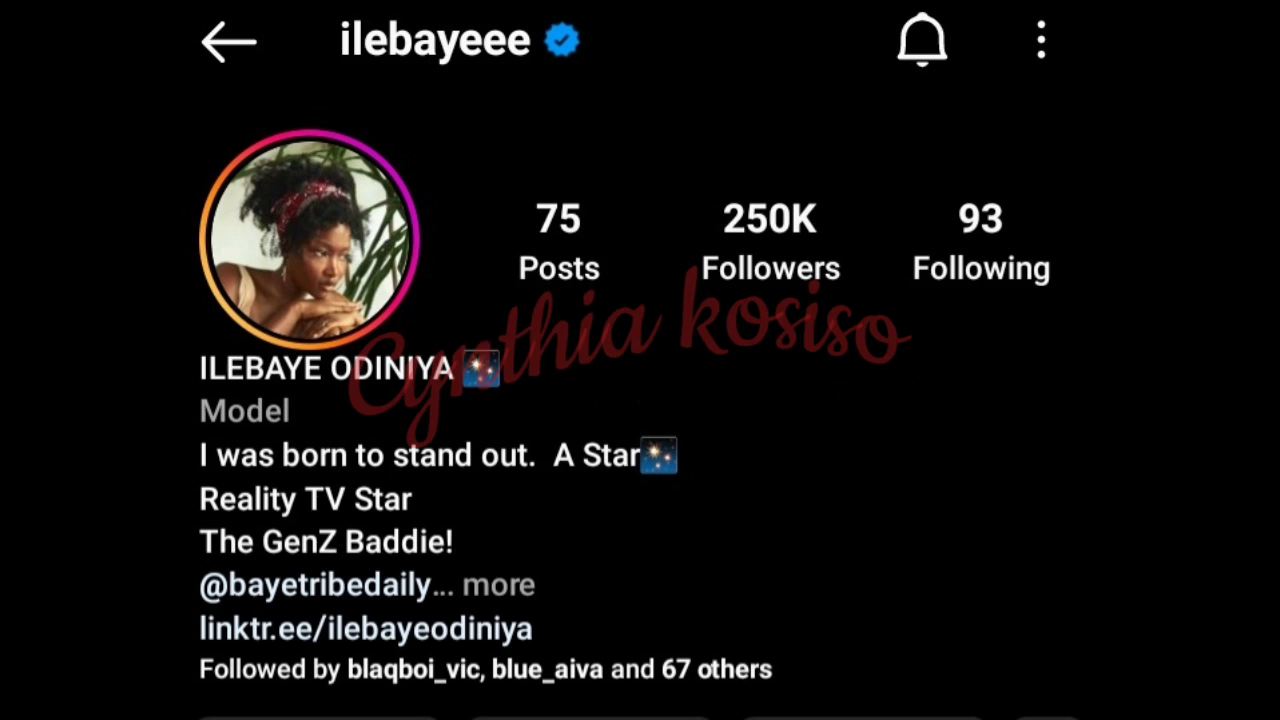 ilebayeee
75 250K 93
Posts Followers Following
Cynthia kosiso
ILEBAYE ODINIYA 🎇
Model
I was born to stand out.  A Star🎇
Reality TV Star
The GenZ Baddie!
@bayetribedaily... more
linktr.ee/ilebayeodiniya
Followed by blaqboi_vic, blue_aiva and 67 others